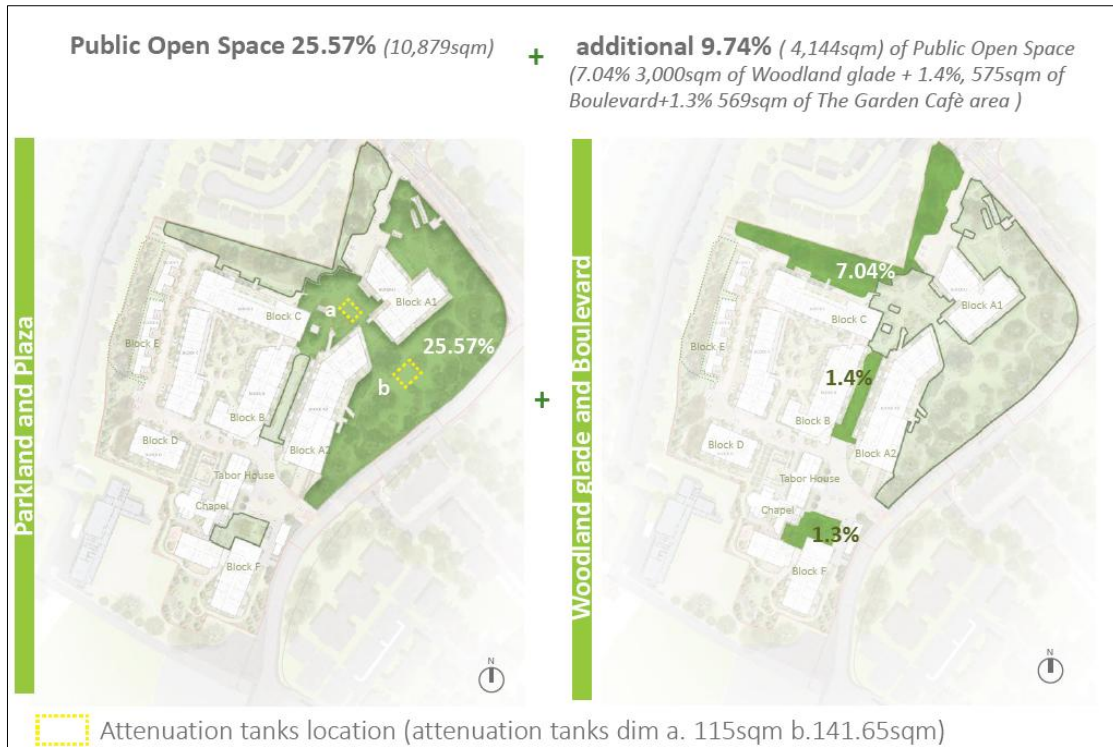 Public Open Space 25.57% (10,879sqm)
+
additional 9.74% ( 4,144sqm) of Public Open Space
(7.04% 3,000sqm of Woodland glade + 1.4%, 575sqm of
Boulevard+1.3% 569sqm of The Garden Cafè area )
Parkland and Plaza
Block A1
a
Block C
Block E
25.57%
b
Block B
Block D
Block A2
Tabor House
Chapel
Block F
N
+
Woodland glade and Boulevard
7.04%
Block A1
Block C
Block E
1.4%
Block B
Block D
Block A2
Tabor House
Chapel
1.3%
Block F
N
Attenuation tanks location (attenuation tanks dim a. 115sqm b.141.65sqm)